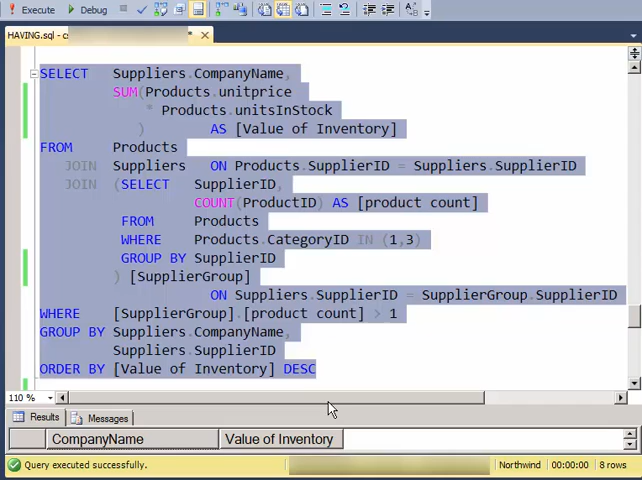 Execute Debug
HAVING.sql - c
SELECT Suppliers.CompanyName,
SUM(Products.unitprice
* Products.unitsInStock
) AS [Value of Inventory]
FROM Products
JOIN Suppliers ON Products.SupplierID = Suppliers.SupplierID
JOIN (SELECT SupplierID,
COUNT(ProductID) AS [product count]
FROM Products
WHERE Products.CategoryID IN (1,3)
GROUP BY SupplierID
) [SupplierGroup]
ON Suppliers.SupplierID = SupplierGroup.SupplierID
WHERE [SupplierGroup].[product count] > 1
GROUP BY Suppliers.CompanyName,
Suppliers.SupplierID
ORDER BY [Value of Inventory] DESC
110 %
Results Messages
CompanyName Value of Inventory
Query executed successfully. Northwind 00:00:00 8 rows